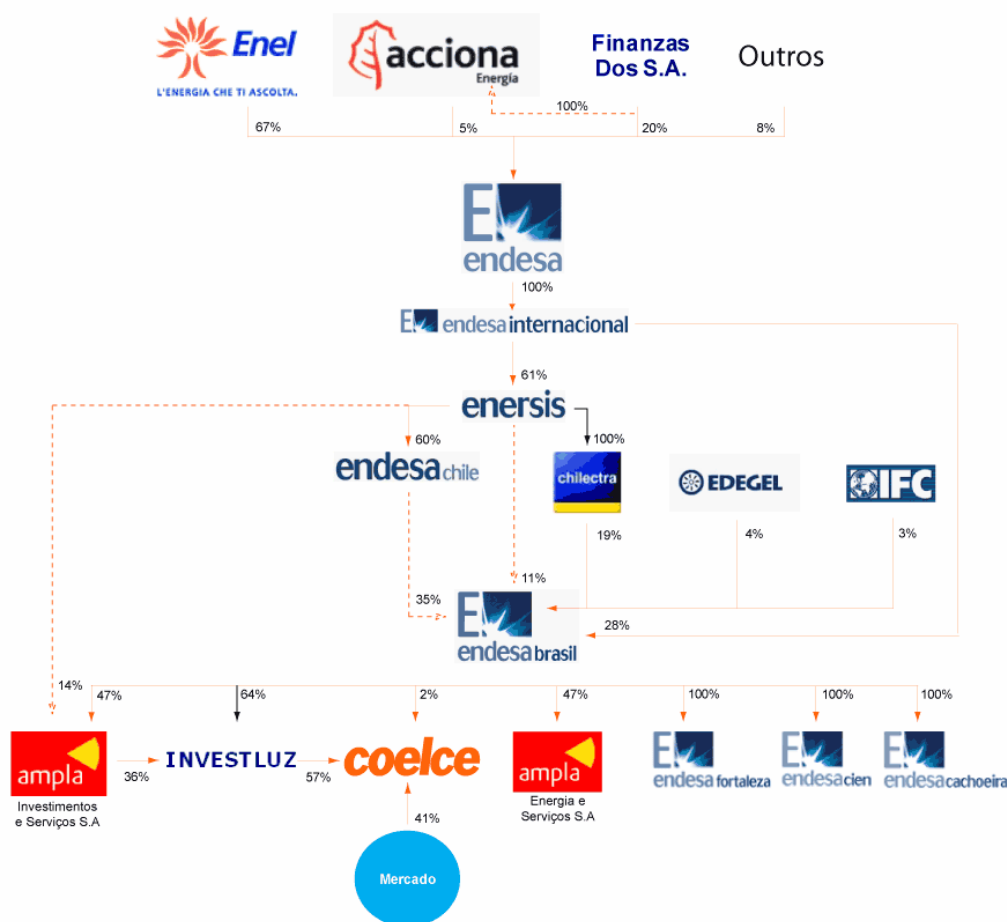 Enel
L'ENERGIA CHE TI ASCOLTA.
acciona
Energía
Finanzas
Dos S.A.
Outros
100%
67%
5%
20%
8%
endesa
100%
endesa internacional
61%
enersis
60%
100%
endesa chile
chilectra
EDEGEL
IFC
19%
4%
3%
11%
35%
28%
endesa brasil
14%
47%
64%
2%
47%
100%
100%
100%
ampla
Investimentos
e Serviços S.A
36%
INVESTLUZ
57%
coelce
ampla
Energia e
Serviços S.A
endesa fortaleza
endesa cien
endesa cachoeira
41%
Mercado